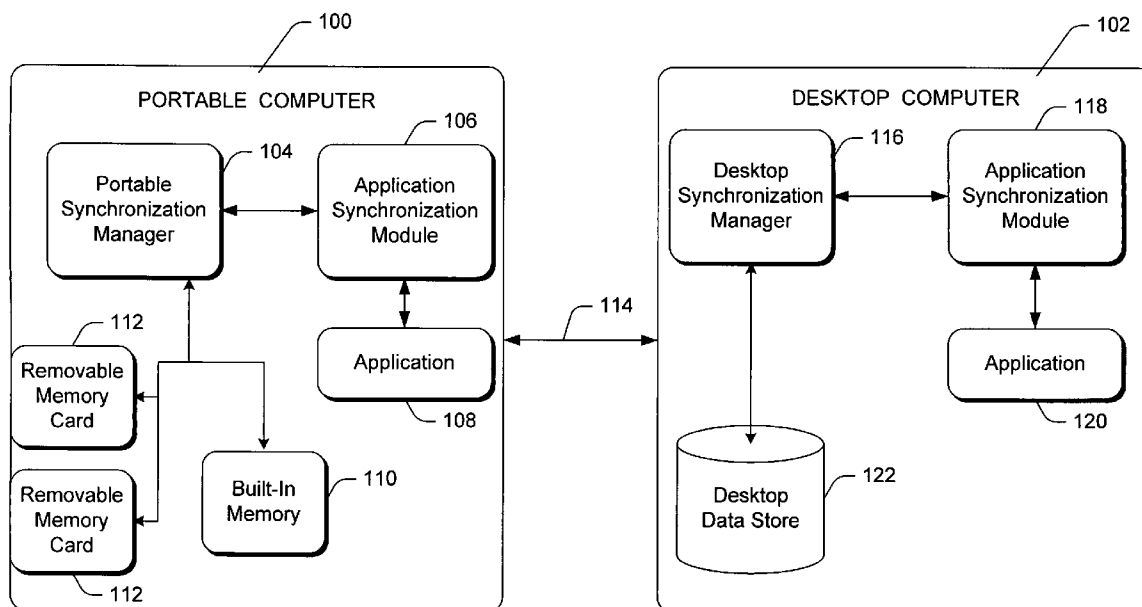 100
PORTABLE COMPUTER
104
Portable
Synchronization
Manager
106
Application
Synchronization
Module
112
Removable
Memory
Card
Application
108
Removable
Memory
Card
112
Built-In
Memory
110
114
102
DESKTOP COMPUTER
Desktop
Synchronization
Manager
116
118
Application
Synchronization
Module
Application
120
Desktop
Data Store
122